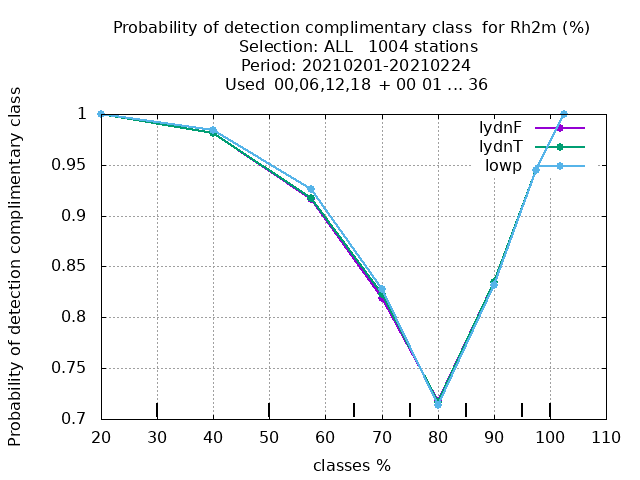 Probability of detection complimentary class  for Rh2m (%)
Selection: ALL   1004 stations
Period: 20210201-20210224
Used  00,06,12,18  + 00 01 ... 36
Probability of detection complimentary class
1
0.95
0.9
0.85
0.8
0.75
0.7
lydnF
lydnT
lowp
20 30 40 50 60 70 80 90 100 110
classes %